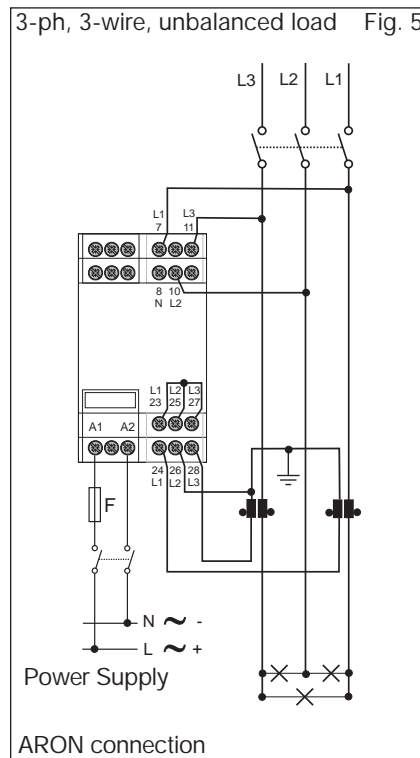 3-ph, 3-wire, unbalanced load Fig. 5
L3 L2 L1
L1 L3
7 11
8 10
N L2
L1 L2 L3
23 25 27
A1 A2
24 26 28
L1 L2 L3
F
N ~ -
L ~ +
Power Supply
ARON connection